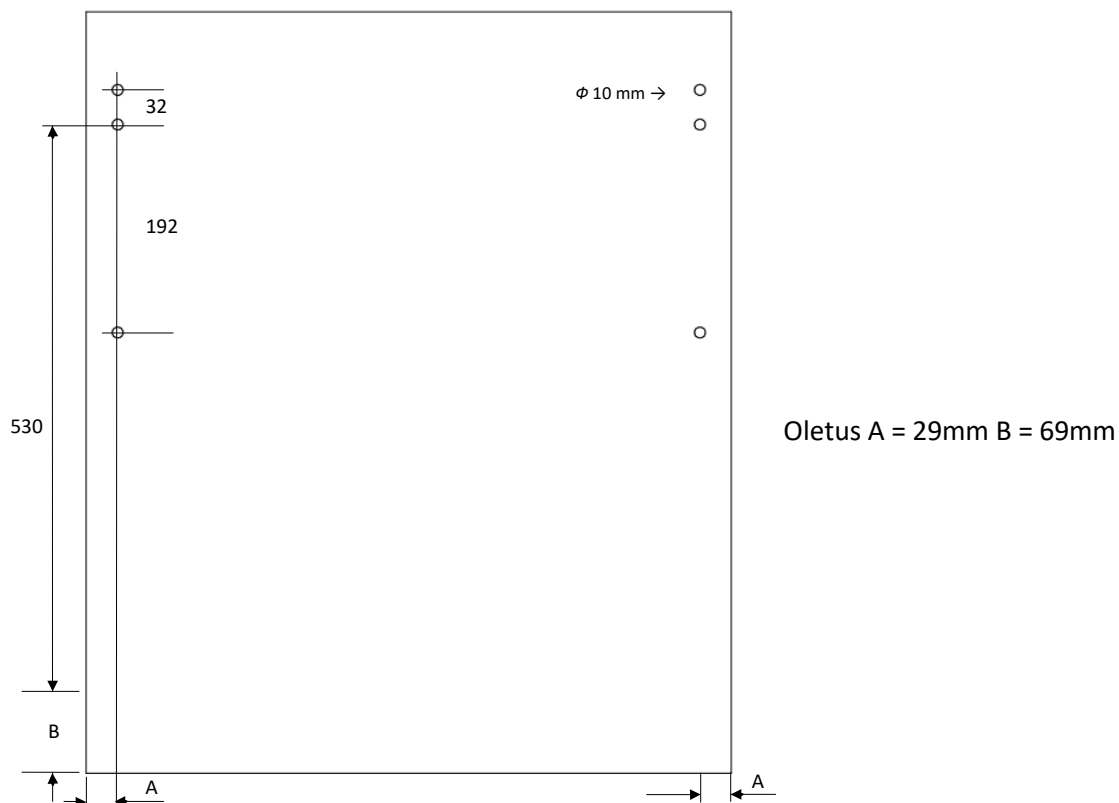 32
𝛷 10 mm →
192
530
Oletus A = 29mm B = 69mm
B
A
A